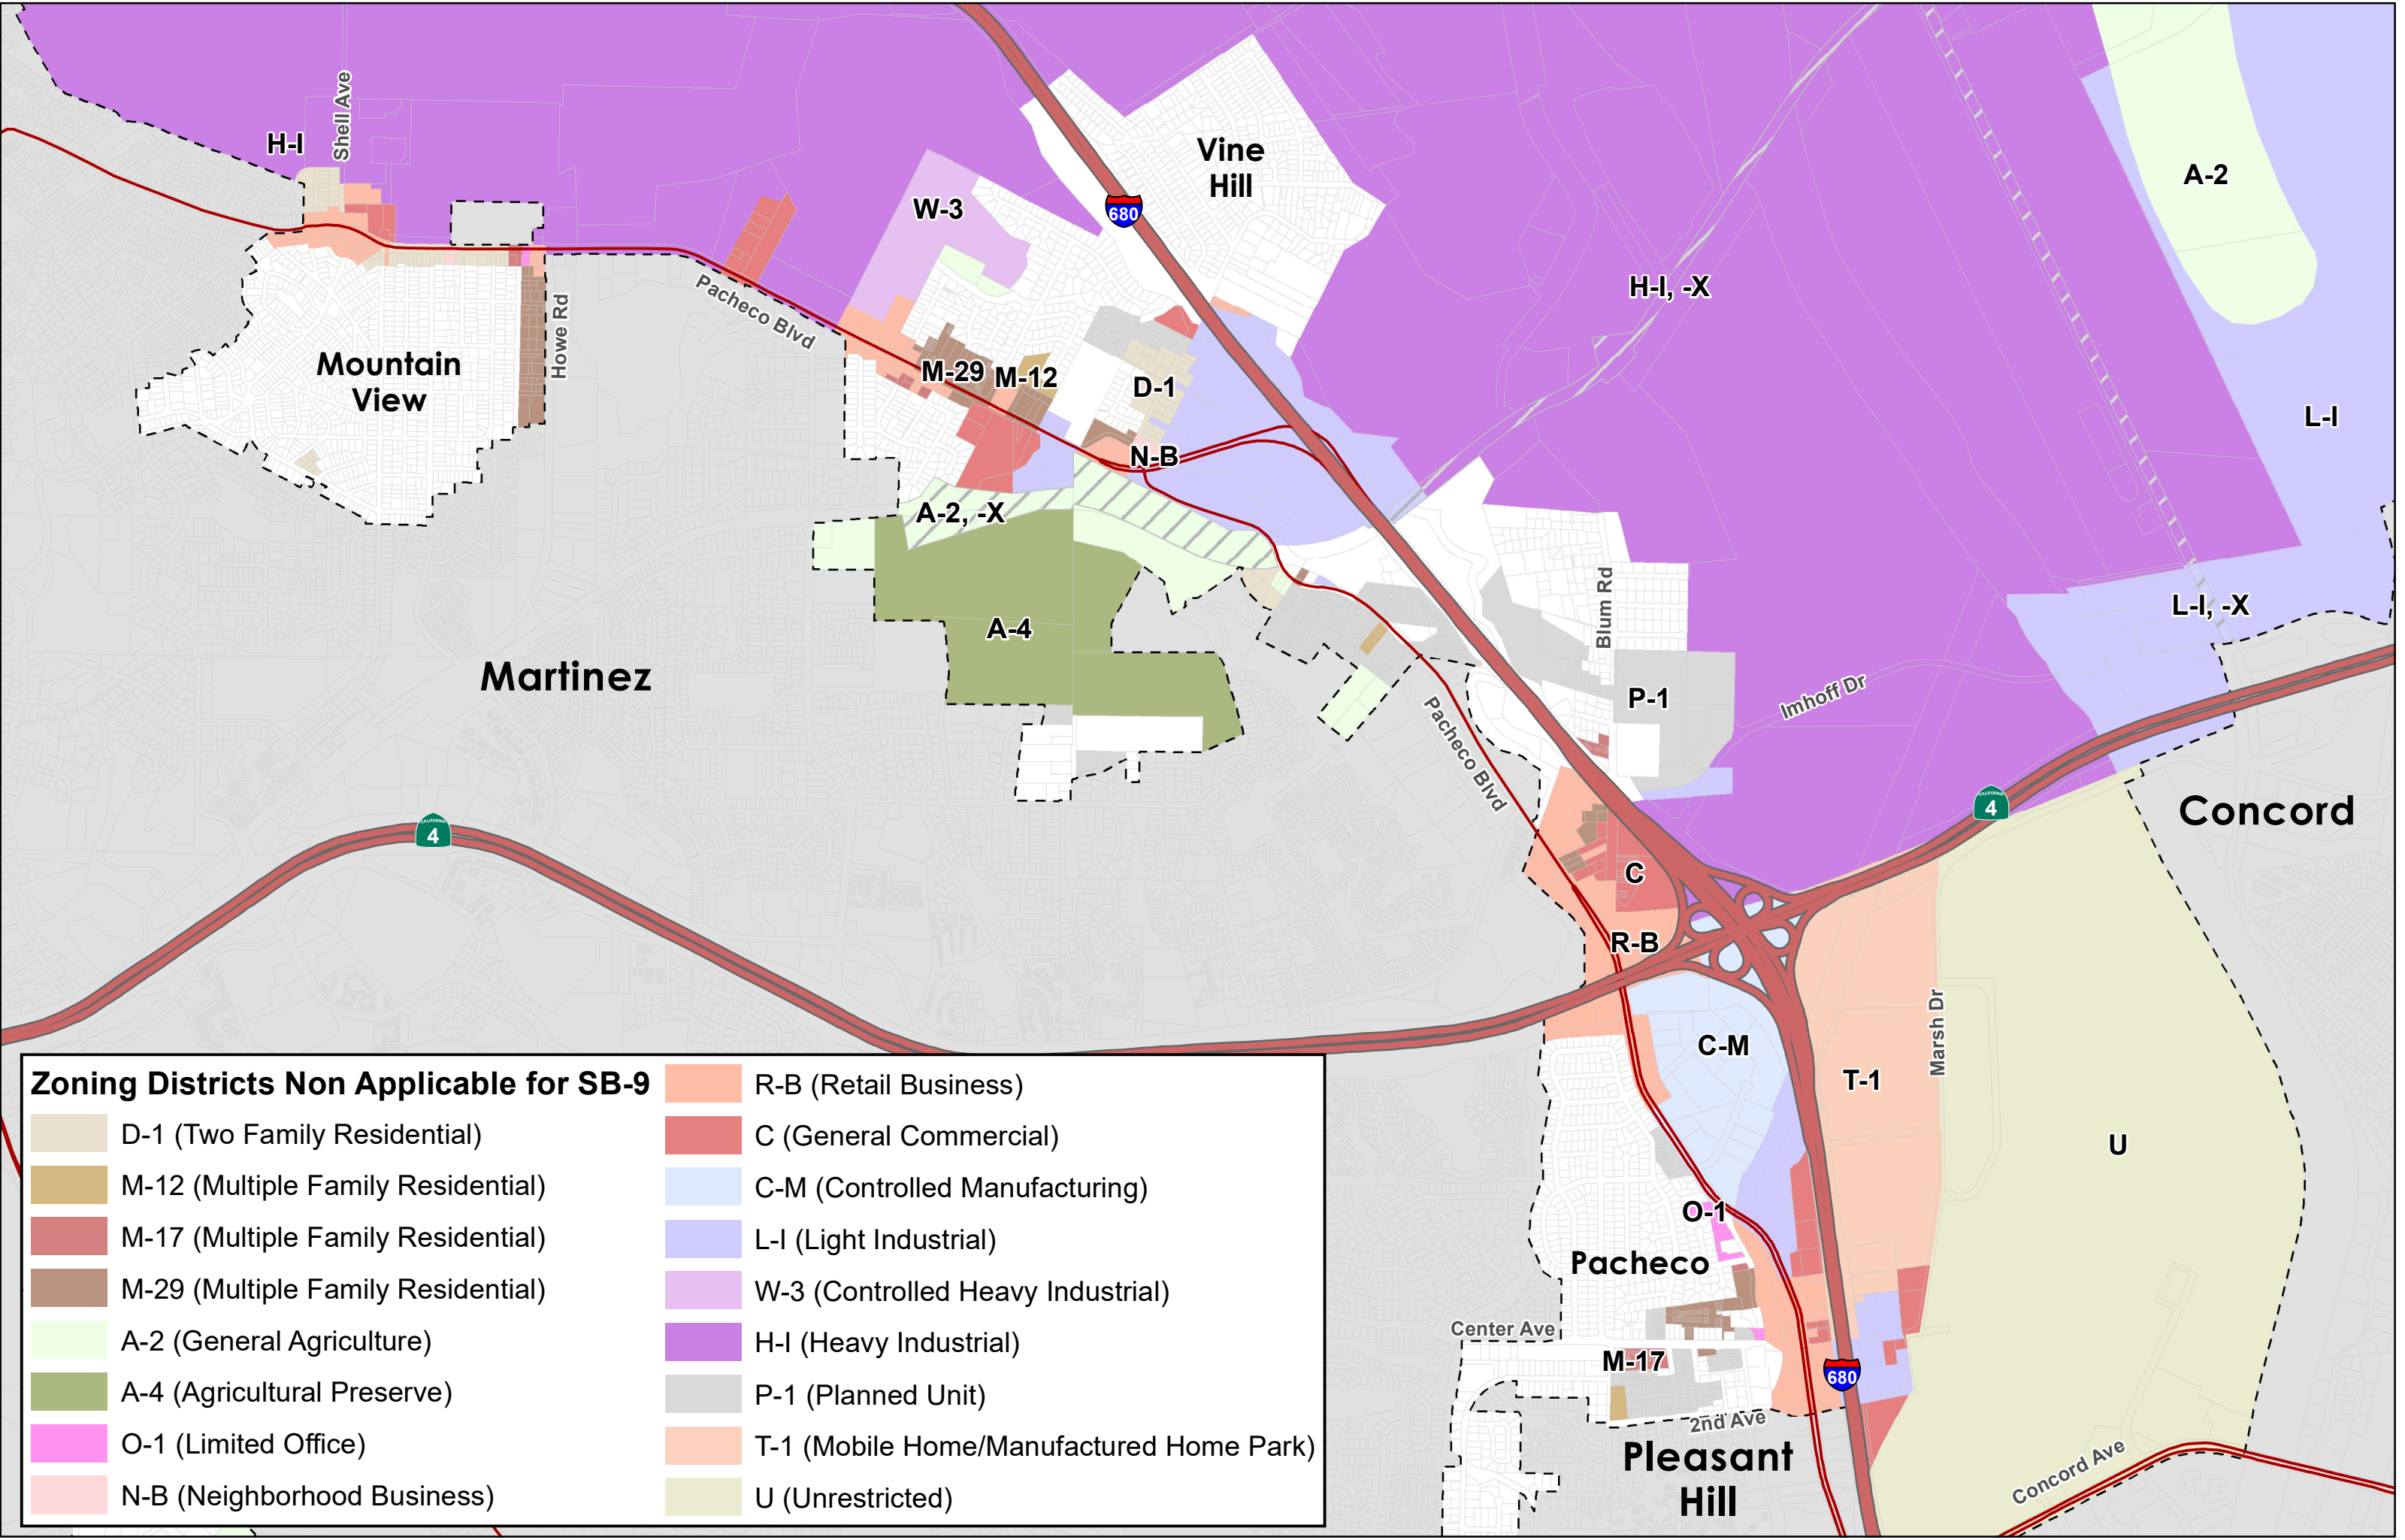 Shell Ave
H-I
Vine
Hill
W-3
680
A-2
H-I, -X
Pacheco Blvd
Howe Rd
Mountain
View
M-29
M-12
D-1
L-I
N-B
A-2, -X
Blum Rd
L-I, -X
A-4
Martinez
P-1
Imhoff Dr
Pacheco Blvd
CALIFORNIA
4
Concord
CALIFORNIA
4
C
R-B
Marsh Dr
C-M
T-1
U
O-1
Pacheco
Center Ave
M-17
680
2nd Ave
Pleasant
Hill
Concord Ave
Zoning Districts Non Applicable for SB-9
D-1 (Two Family Residential)
M-12 (Multiple Family Residential)
M-17 (Multiple Family Residential)
M-29 (Multiple Family Residential)
A-2 (General Agriculture)
A-4 (Agricultural Preserve)
O-1 (Limited Office)
N-B (Neighborhood Business)
R-B (Retail Business)
C (General Commercial)
C-M (Controlled Manufacturing)
L-I (Light Industrial)
W-3 (Controlled Heavy Industrial)
H-I (Heavy Industrial)
P-1 (Planned Unit)
T-1 (Mobile Home/Manufactured Home Park)
U (Unrestricted)